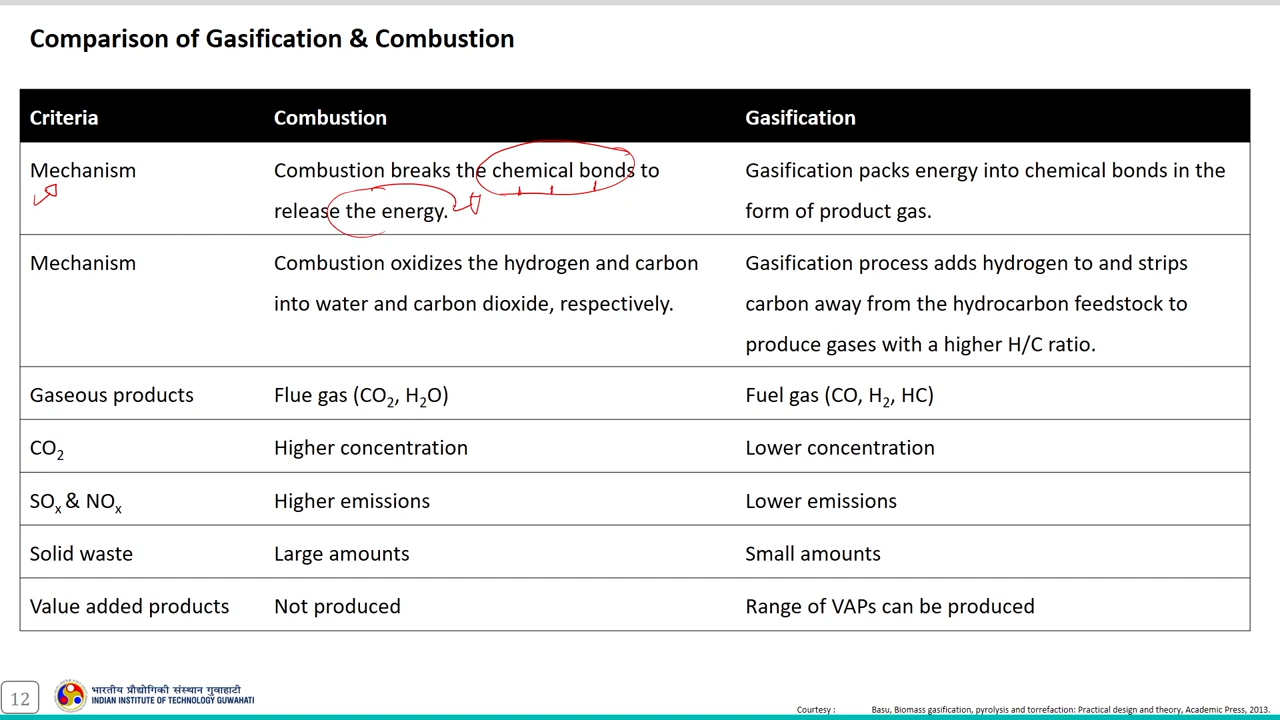 Comparison of Gasification & Combustion
Criteria Combustion Gasification
Mechanism Combustion breaks the chemical bonds to Gasification packs energy into chemical bonds in the
release the energy. form of product gas.
Mechanism Combustion oxidizes the hydrogen and carbon Gasification process adds hydrogen to and strips
into water and carbon dioxide, respectively. carbon away from the hydrocarbon feedstock to
produce gases with a higher H/C ratio.
Gaseous products Flue gas (CO₂, H₂O) Fuel gas (CO, H₂, HC)
CO₂ Higher concentration Lower concentration
SOₓ & NOₓ Higher emissions Lower emissions
Solid waste Large amounts Small amounts
Value added products Not produced Range of VAPs can be produced
12
भारतीय प्रौद्योगिकी संस्थान गुवाहाटी
INDIAN INSTITUTE OF TECHNOLOGY GUWAHATI
Courtesy : Basu, Biomass gasification, pyrolysis and torrefaction: Practical design and theory, Academic Press, 2013.